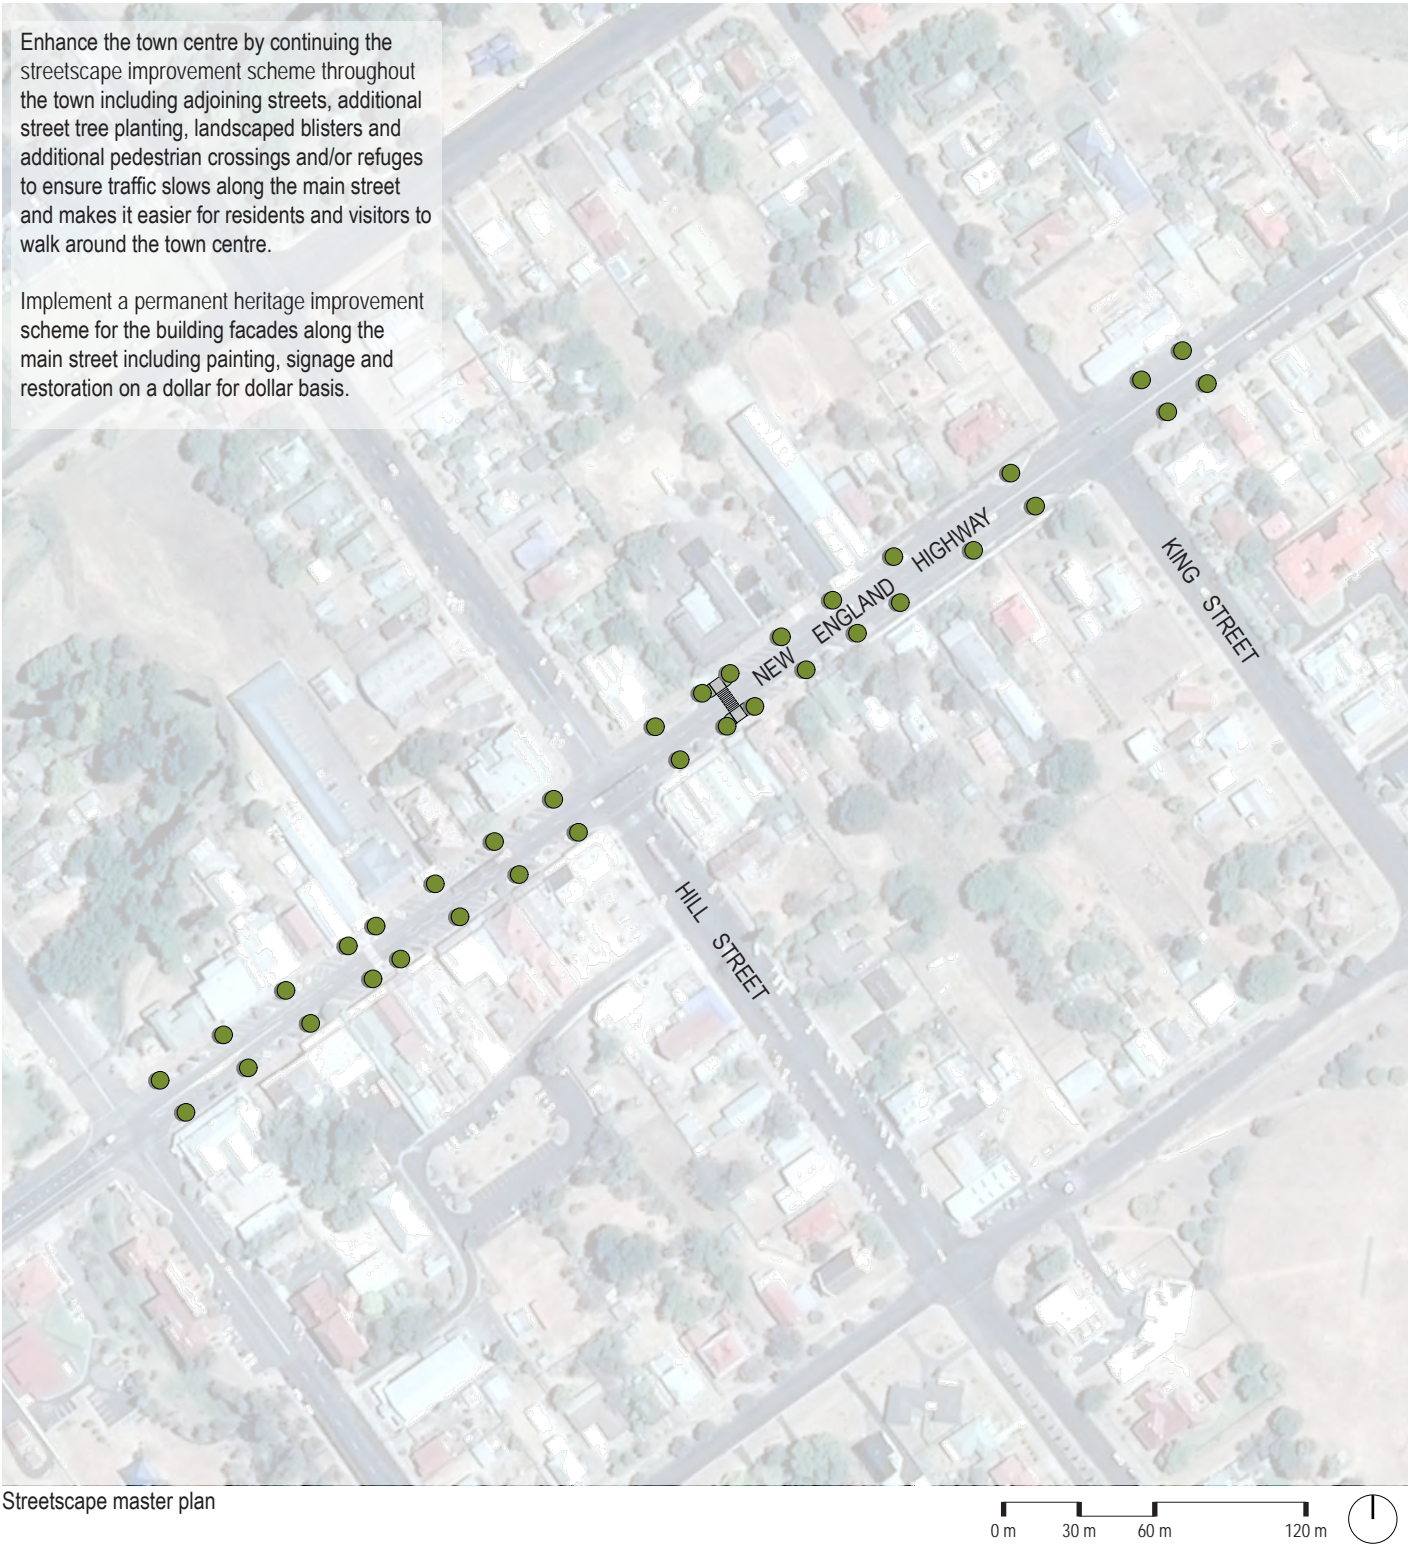 Enhance the town centre by continuing the
streetscape improvement scheme throughout
the town including adjoining streets, additional
street tree planting, landscaped blisters and
additional pedestrian crossings and/or refuges
to ensure traffic slows along the main street
and makes it easier for residents and visitors to
walk around the town centre.
Implement a permanent heritage improvement
scheme for the building facades along the
main street including painting, signage and
restoration on a dollar for dollar basis.
NEW ENGLAND HIGHWAY
KING STREET
HILL STREET
Streetscape master plan
0 m 30 m 60 m 120 m